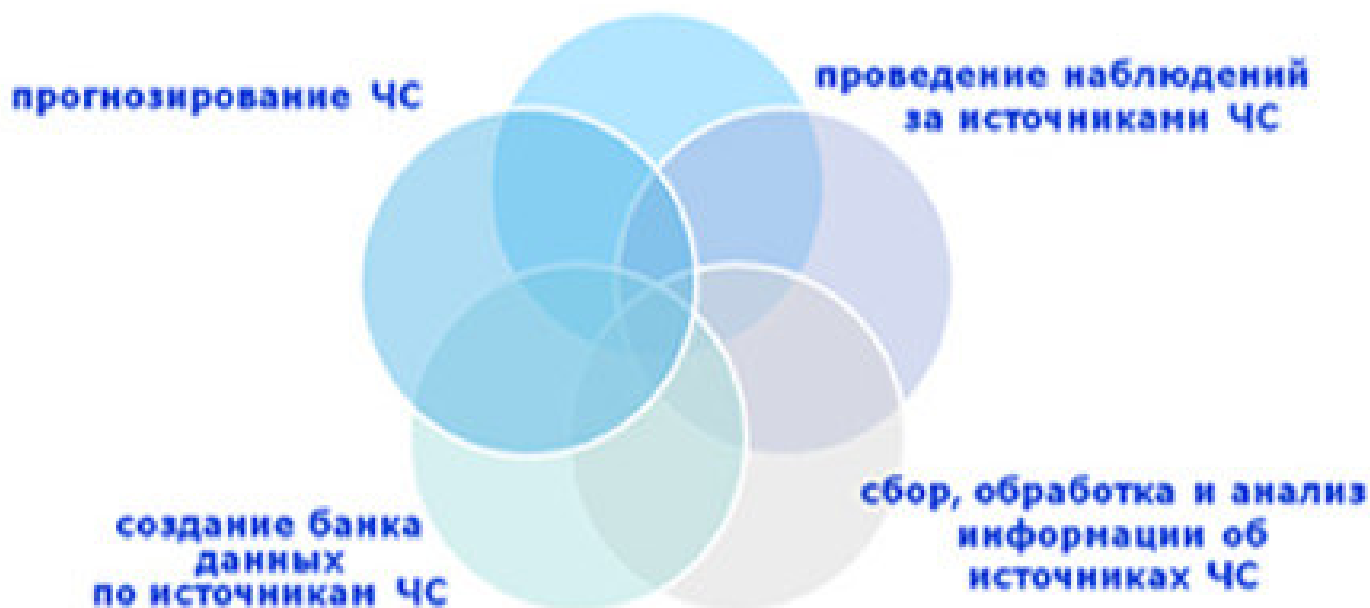 прогнозирование ЧС
проведение наблюдений
за источниками ЧС
сбор, обработка и анализ
информации об
источниках ЧС
создание банка
данных
по источникам ЧС